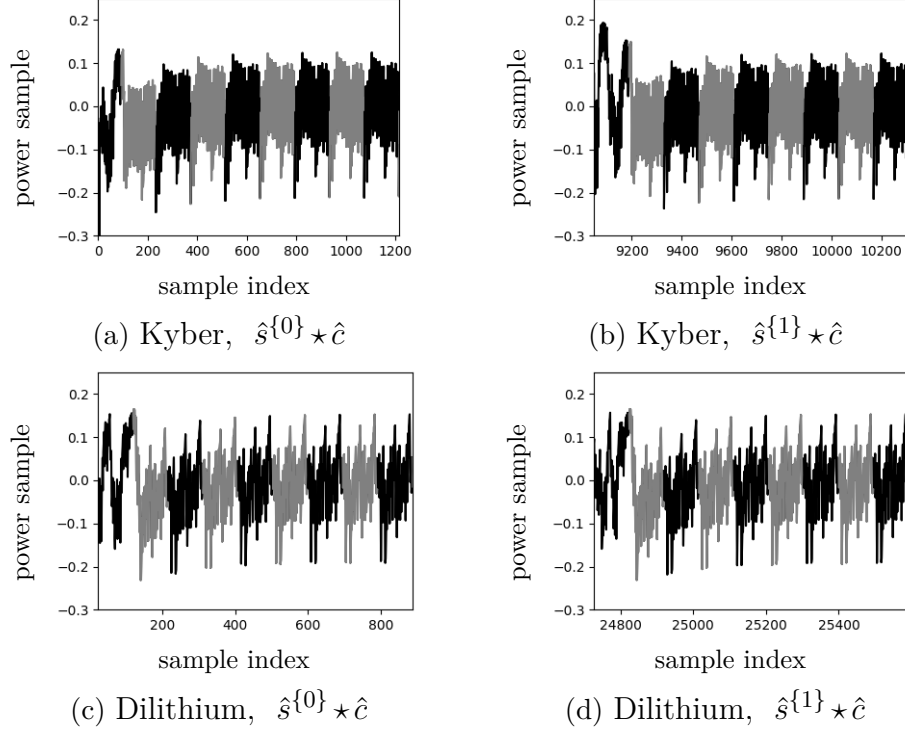 0.2
0.1
0.0
−0.1
−0.2
−0.3
power sample
0 200 400 600 800 1000 1200
sample index
(a) Kyber, ŝ{0} ⋆ ĉ
0.2
0.1
0.0
−0.1
−0.2
−0.3
power sample
9200 9400 9600 9800 10000 10200
sample index
(b) Kyber, ŝ{1} ⋆ ĉ
0.2
0.1
0.0
−0.1
−0.2
−0.3
power sample
200 400 600 800
sample index
(c) Dilithium, ŝ{0} ⋆ ĉ
0.2
0.1
0.0
−0.1
−0.2
−0.3
power sample
24800 25000 25200 25400
sample index
(d) Dilithium, ŝ{1} ⋆ ĉ